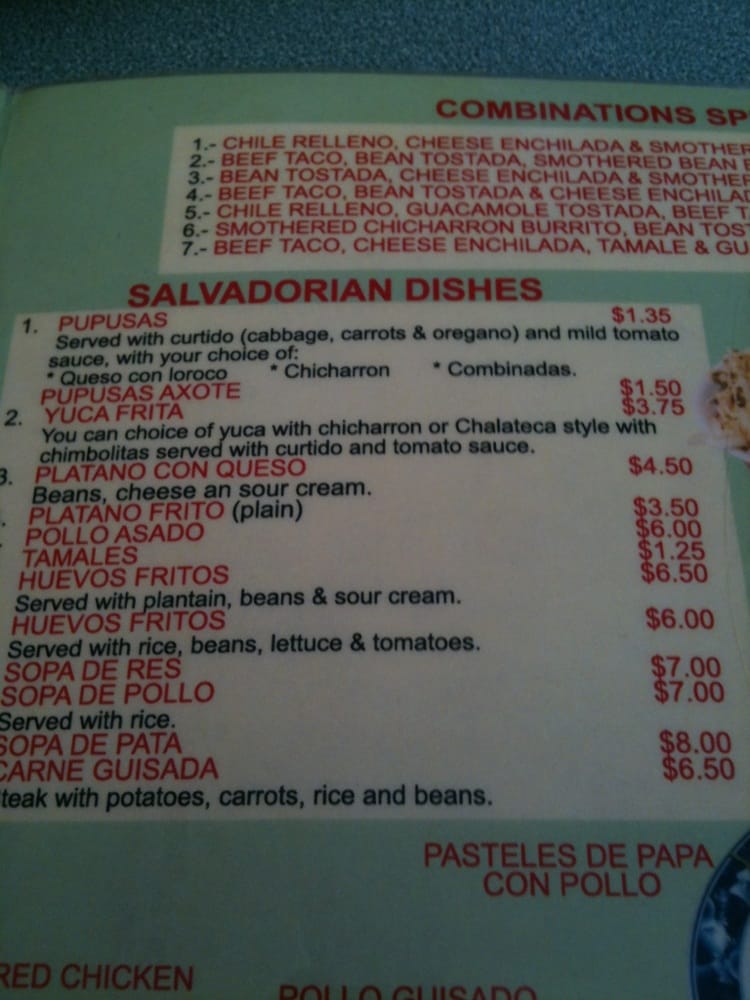 COMBINATIONS
1.- CHILE RELLENO, CHEESE ENCHILADA &
2.- BEEF TACO, BEAN TOSTADA, SMOTHERED BEAN
3.- BEAN TOSTADA, CHEESE ENCHILADA &
4.- BEEF TACO, BEAN TOSTADA & CHEESE
5.- CHILE RELLENO, GUACAMOLE TOSTADA, BEEF
6.- SMOTHERED CHICHARRON BURRITO, BEAN
7.- BEEF TACO, CHEESE ENCHILADA, TAMALE &
SALVADORIAN DISHES
1. PUPUSAS $1.35
Served with curtido (cabbage, carrots & oregano) and mild tomato
sauce, with your choice of:
* Queso con loroco * Chicharron * Combinadas.
PUPUSAS AXOTE $1.50
2. YUCA FRITA $3.75
You can choice of yuca with chicharron or Chalateca style with
chimbolitas served with curtido and tomato sauce.
3. PLATANO CON QUESO $4.50
Beans, cheese an sour cream.
PLATANO FRITO (plain) $3.50
POLLO ASADO $6.00
TAMALES $1.25
HUEVOS FRITOS $6.50
Served with plantain, beans & sour cream.
HUEVOS FRITOS $6.00
Served with rice, beans, lettuce & tomatoes.
SOPA DE RES $7.00
SOPA DE POLLO $7.00
Served with rice.
SOPA DE PATA $8.00
CARNE GUISADA $6.50
teak with potatoes, carrots, rice and beans.
PASTELES DE PAPA
CON POLLO
RED CHICKEN
POLLO GUISADO